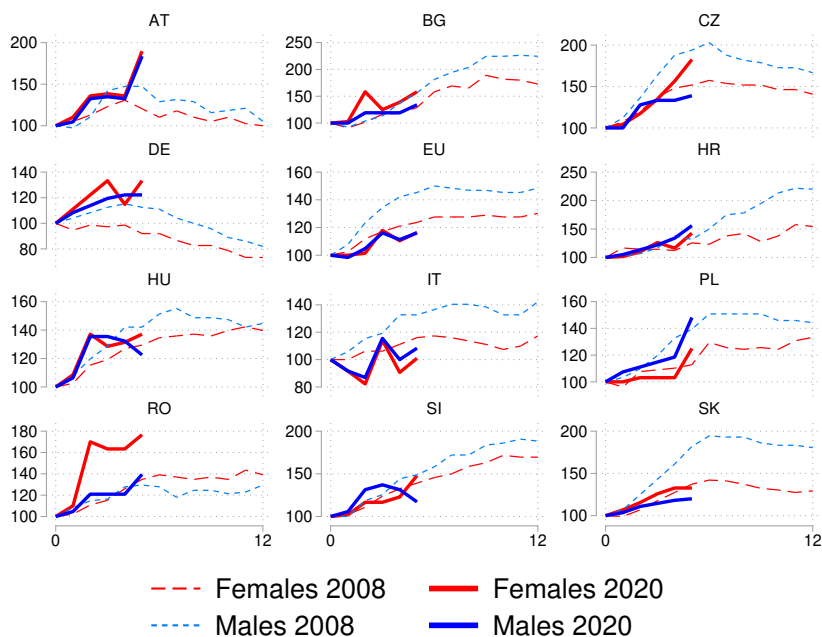 AT BG CZ
200 250 200
150 200 150
100 150 100
100
DE EU HR
140 160 250
120 140 200
100 120 150
80 100 100
HU IT PL
160 140 160
140 120 140
120 100 120
100 80 100
RO SI SK
180 200 200
160 150 150
140 100 100
120
100
0 12 0 12 0 12
Females 2008 Females 2020
Males 2008 Males 2020